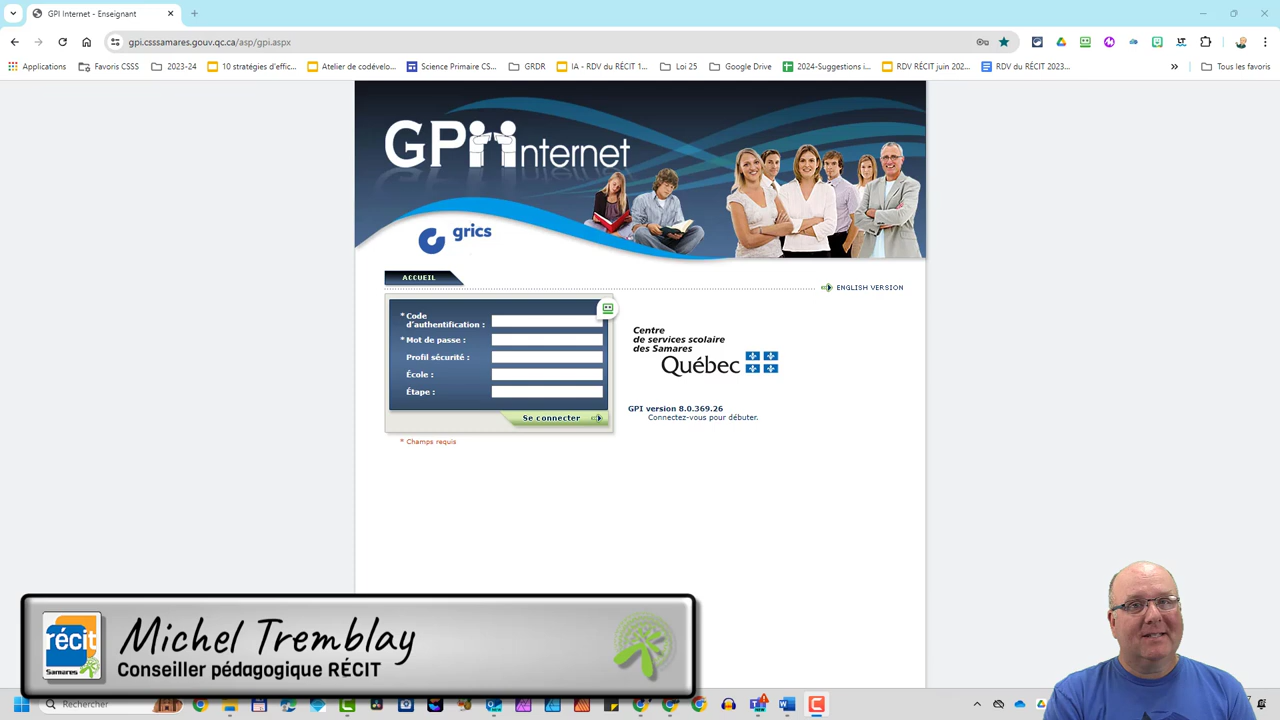 GPI Internet - Enseignant
gpi.csssamares.gouv.qc.ca/asp/gpi.aspx
Applications
Favoris CSSS
2023-24
10 stratégies d'effic...
Atelier de codévelo...
Science Primaire CS...
GRDR
IA - RDV du RÉCIT 1...
Loi 25
Google Drive
2024-Suggestions i...
RDV RÉCIT juin 202...
RDV du RÉCIT 2023...
»
Tous les favoris
GPI internet
grics
ACCUEIL
ENGLISH VERSION
* Code d'authentification :
* Mot de passe :
Profil sécurité :
École :
Étape :
Se connecter
* Champs requis
Centre
de services scolaire
des Samares
Québec
GPI version 8.0.369.26
Connectez-vous pour débuter.
récit
Samares
Michel Tremblay
Conseiller pédagogique RÉCIT
Rechercher